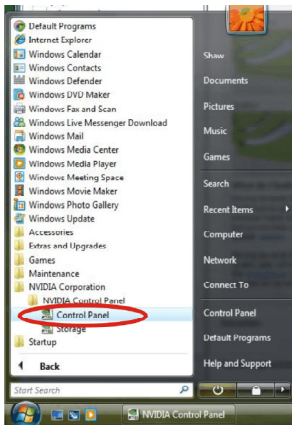 Default Programs
Internet Explorer
Windows Calendar
Windows Contacts
Windows Defender
Windows DVD Maker
Windows Fax and Scan
Windows Live Messenger Download
Windows Mail
Windows Media Center
Windows Media Player
Windows Meeting Space
Windows Movie Maker
Windows Photo Gallery
Windows Update
Accessories
Extras and Upgrades
Games
Maintenance
NVIDIA Corporation
NVIDIA Control Panel
Control Panel
Storage
Startup
Back
Start Search
Shaw
Documents
Pictures
Music
Games
Search
Recent Items
Computer
Network
Connect To
Control Panel
Default Programs
Help and Support
NVIDIA Control Panel